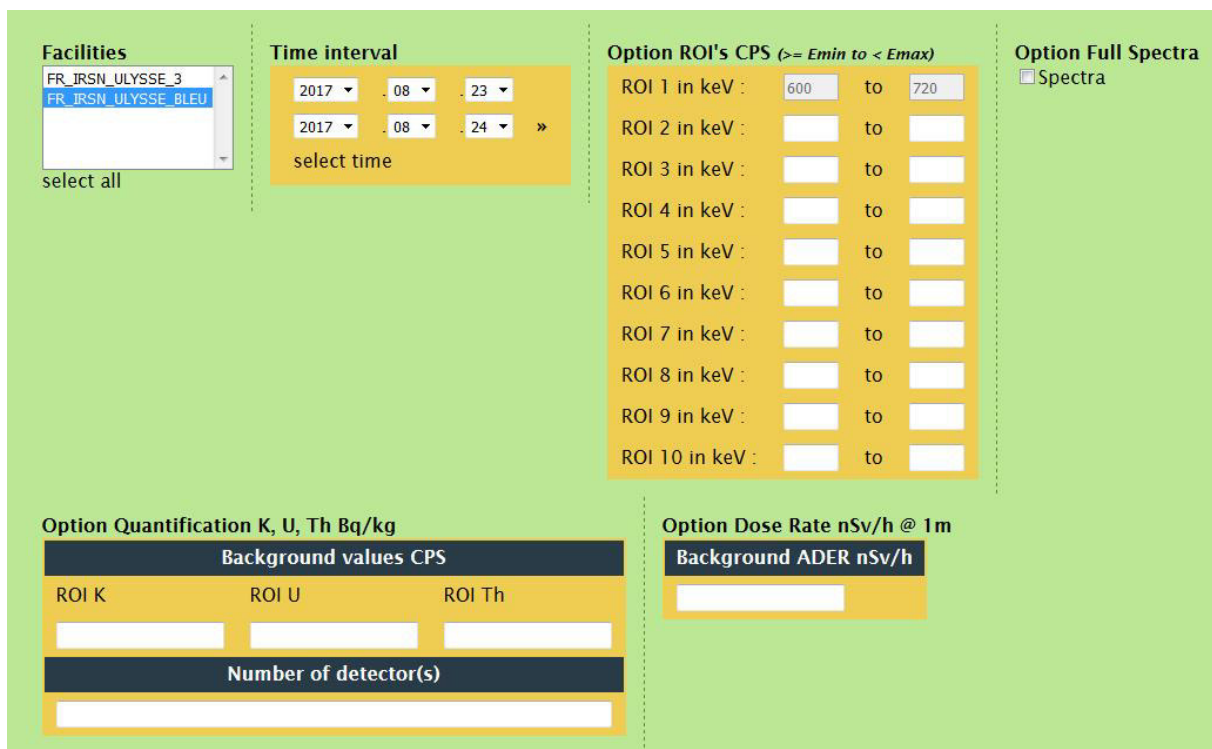 Facilities
FR_IRSN_ULYSSE_3
FR_IRSN_ULYSSE_BLEU
select all
Time interval
2017 . 08 . 23
2017 . 08 . 24 »
select time
Option ROI's CPS (>= Emin to < Emax)
ROI 1 in keV : 600 to 720
ROI 2 in keV : to
ROI 3 in keV : to
ROI 4 in keV : to
ROI 5 in keV : to
ROI 6 in keV : to
ROI 7 in keV : to
ROI 8 in keV : to
ROI 9 in keV : to
ROI 10 in keV : to
Option Full Spectra
Spectra
Option Quantification K, U, Th Bq/kg
Background values CPS
ROI K ROI U ROI Th
Number of detector(s)
Option Dose Rate nSv/h @ 1m
Background ADER nSv/h